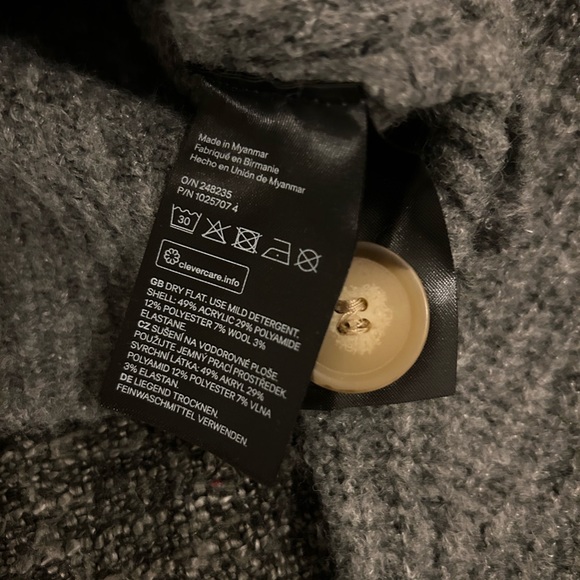 Made in Myanmar
Fabriqué en Birmanie
Hecho en Unión de Myanmar
O/N 248235
P/N 1025707 4
30
clevercare.info
GB DRY FLAT. USE MILD DETERGENT.
SHELL: 49% ACRYLIC 29% POLYAMIDE
12% POLYESTER 7% WOOL 3%
ELASTANE.
CZ SUŠENÍ NA VODOROVNÉ PLOŠE.
POUŽIJTE JEMNÝ PRACÍ PROSTŘEDEK.
SVRCHNÍ LÁTKA: 49% AKRYL 29%
POLYAMID 12% POLYESTER 7% VLNA
3% ELASTAN.
DE LIEGEND TROCKNEN.
FEINWASCHMITTEL VERWENDEN.